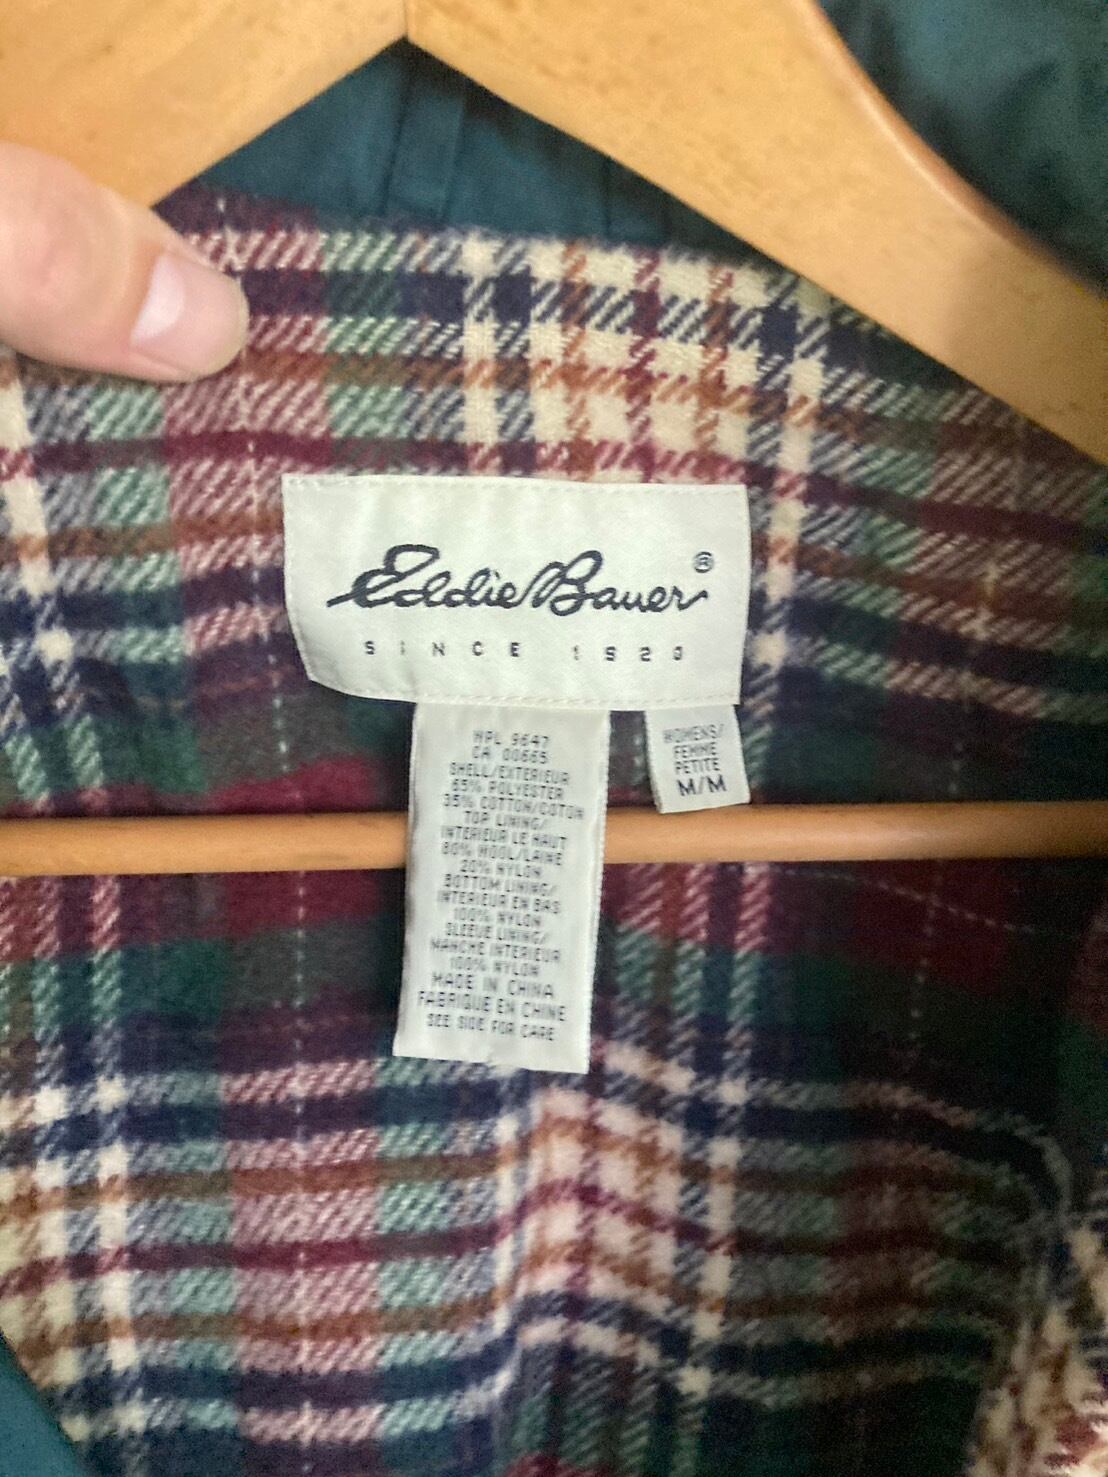 Eddie Bauer®
SINCE 1920
WPL 9647
CA 00665
SHELL/EXTERIEUR
65% POLYESTER
35% COTTON/COTON
TOP LINING/
INTERIEUR LE HAUT
80% WOOL/LAINE
20% NYLON
BOTTOM LINING/
INTERIEUR EN BAS
100% NYLON
SLEEVE LINING/
MANCHE INTERIEUR
100% NYLON
MADE IN CHINA
FABRIQUE EN CHINE
SEE SIDE FOR CARE
WOMENS/
FEMME
PETITE
M/M